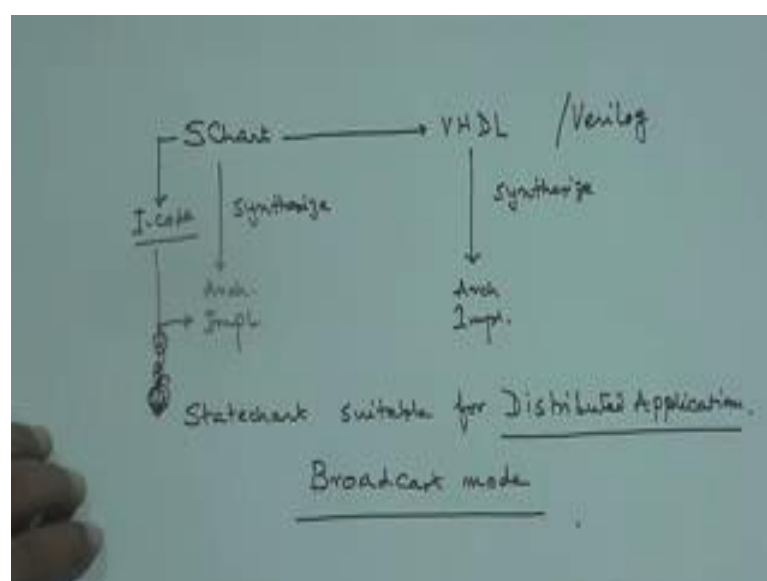 SChart VHDL /Verilog
I-Code Synthesize Synthesize
Arch. Arch
Impl Impl.
Statechart suitable for Distributed Application.
Broadcast mode